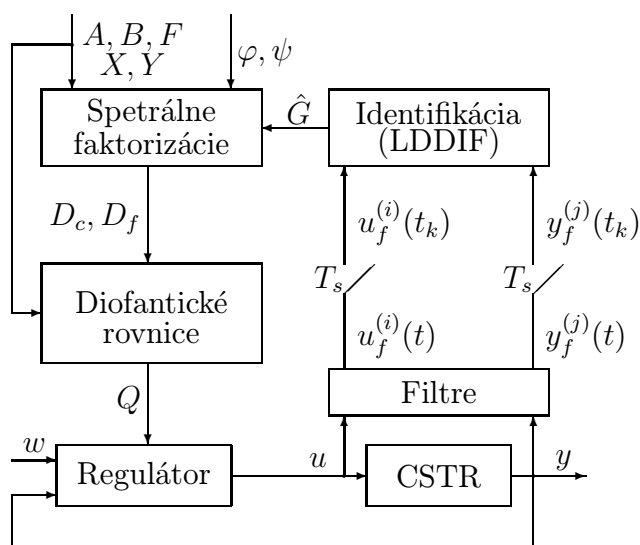 A, B, F
X, Y
φ, ψ
Spetrálne
faktorizácie
Ĝ
Identifikácia
(LDDIF)
D_c, D_f
u_f^{(i)}(t_k)
y_f^{(j)}(t_k)
T_s
T_s
Diofantické
rovnice
u_f^{(i)}(t)
y_f^{(j)}(t)
Q
Filtre
w
Regulátor
u
CSTR
y